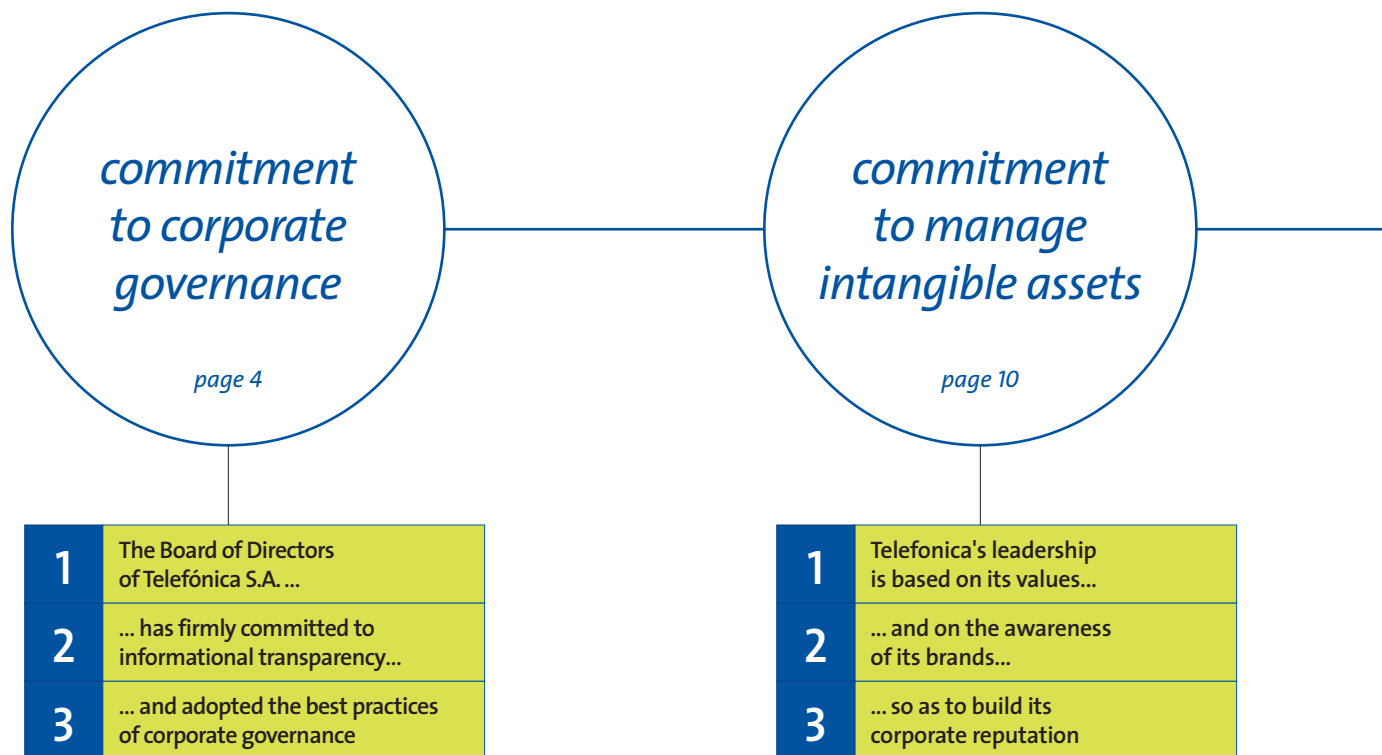 commitment
to corporate
governance
page 4
1
The Board of Directors
of Telefónica S.A. ...
2
... has firmly committed to
informational transparency...
3
... and adopted the best practices
of corporate governance
commitment
to manage
intangible assets
page 10
1
Telefonica's leadership
is based on its values...
2
... and on the awareness
of its brands...
3
... so as to build its
corporate reputation